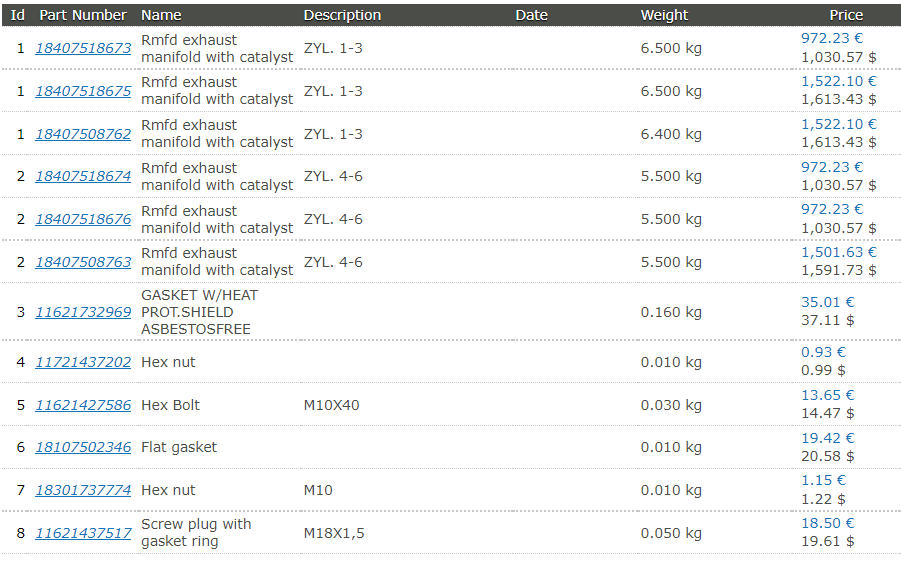 Id Part Number Name Description Date Weight Price
1 18407518673 Rmfd exhaust manifold with catalyst ZYL. 1-3 6.500 kg 972.23 € 1,030.57 $
1 18407518675 Rmfd exhaust manifold with catalyst ZYL. 1-3 6.500 kg 1,522.10 € 1,613.43 $
1 18407508762 Rmfd exhaust manifold with catalyst ZYL. 1-3 6.400 kg 1,522.10 € 1,613.43 $
2 18407518674 Rmfd exhaust manifold with catalyst ZYL. 4-6 5.500 kg 972.23 € 1,030.57 $
2 18407518676 Rmfd exhaust manifold with catalyst ZYL. 4-6 5.500 kg 972.23 € 1,030.57 $
2 18407508763 Rmfd exhaust manifold with catalyst ZYL. 4-6 5.500 kg 1,501.63 € 1,591.73 $
3 11621732969 GASKET W/HEAT PROT.SHIELD ASBESTOSFREE 0.160 kg 35.01 € 37.11 $
4 11721437202 Hex nut 0.010 kg 0.93 € 0.99 $
5 11621427586 Hex Bolt M10X40 0.030 kg 13.65 € 14.47 $
6 18107502346 Flat gasket 0.010 kg 19.42 € 20.58 $
7 18301737774 Hex nut M10 0.010 kg 1.15 € 1.22 $
8 11621437517 Screw plug with gasket ring M18X1,5 0.050 kg 18.50 € 19.61 $